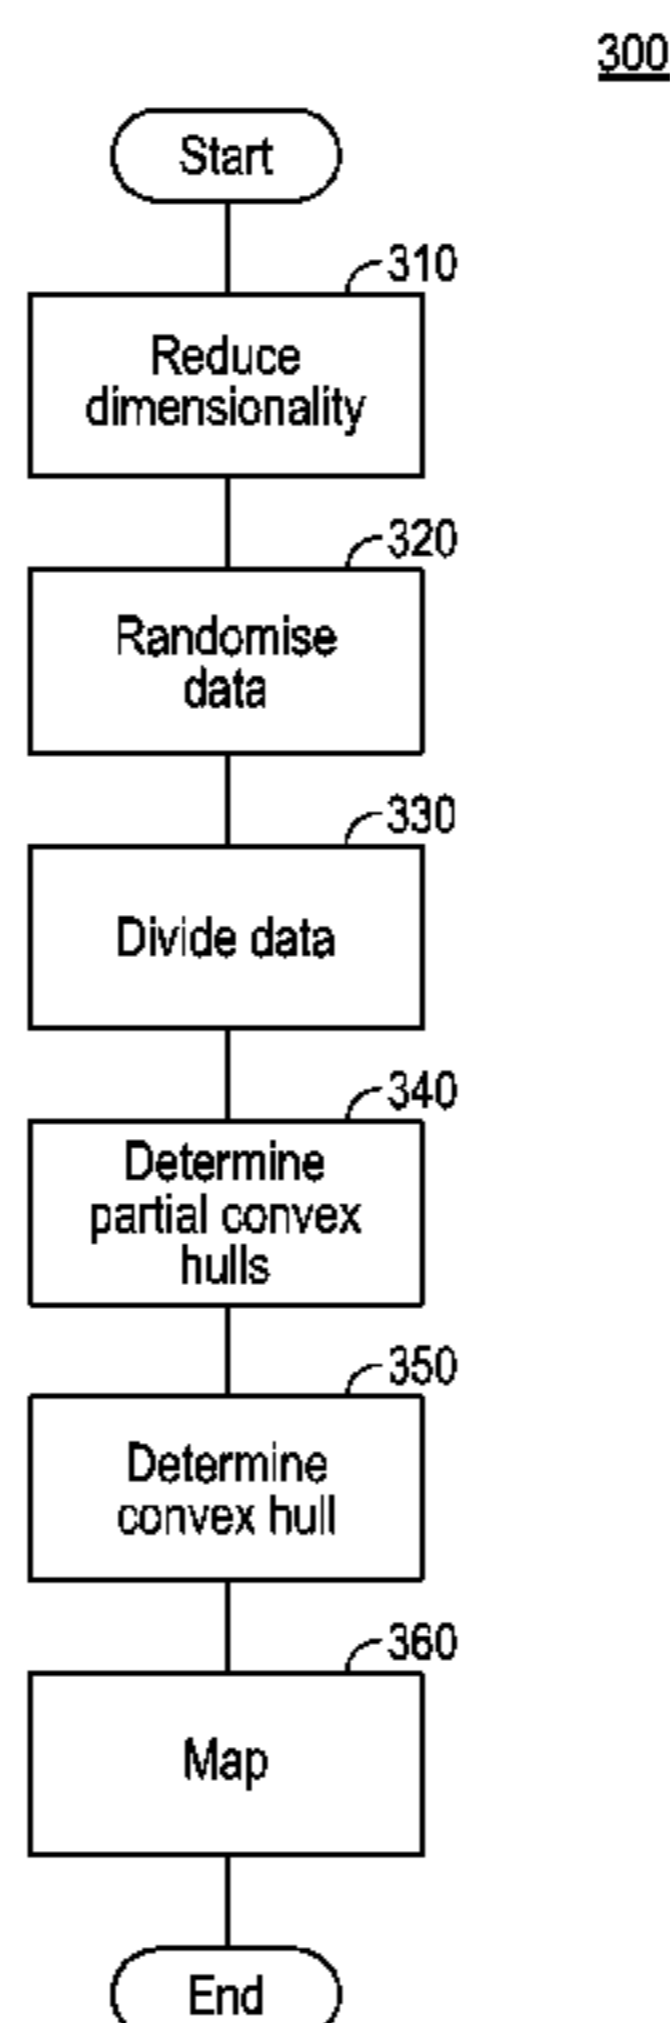 300
Start
310
Reduce
dimensionality
320
Randomise
data
330
Divide data
340
Determine
partial convex
hulls
350
Determine
convex hull
360
Map
End